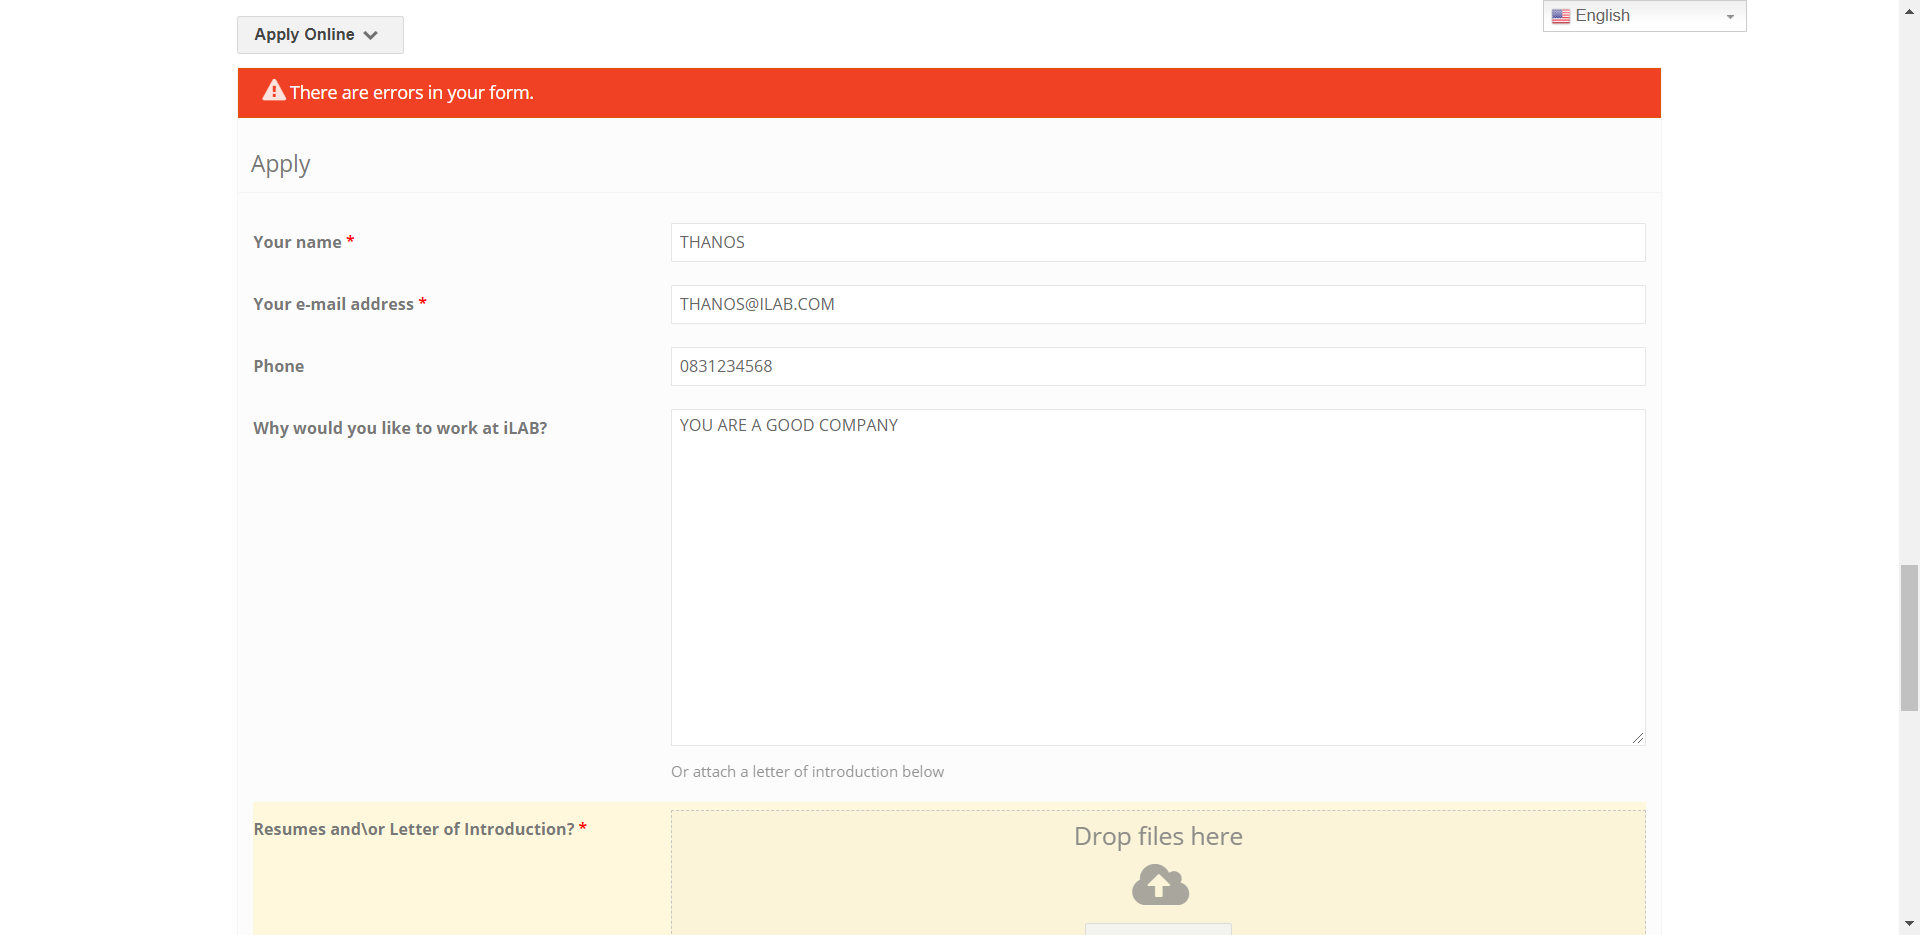 Apply Online
English
There are errors in your form.
Apply
Your name *
THANOS
Your e-mail address *
THANOS@ILAB.COM
Phone
0831234568
Why would you like to work at iLAB?
YOU ARE A GOOD COMPANY
Or attach a letter of introduction below
Resumes and\or Letter of Introduction? *
Drop files here